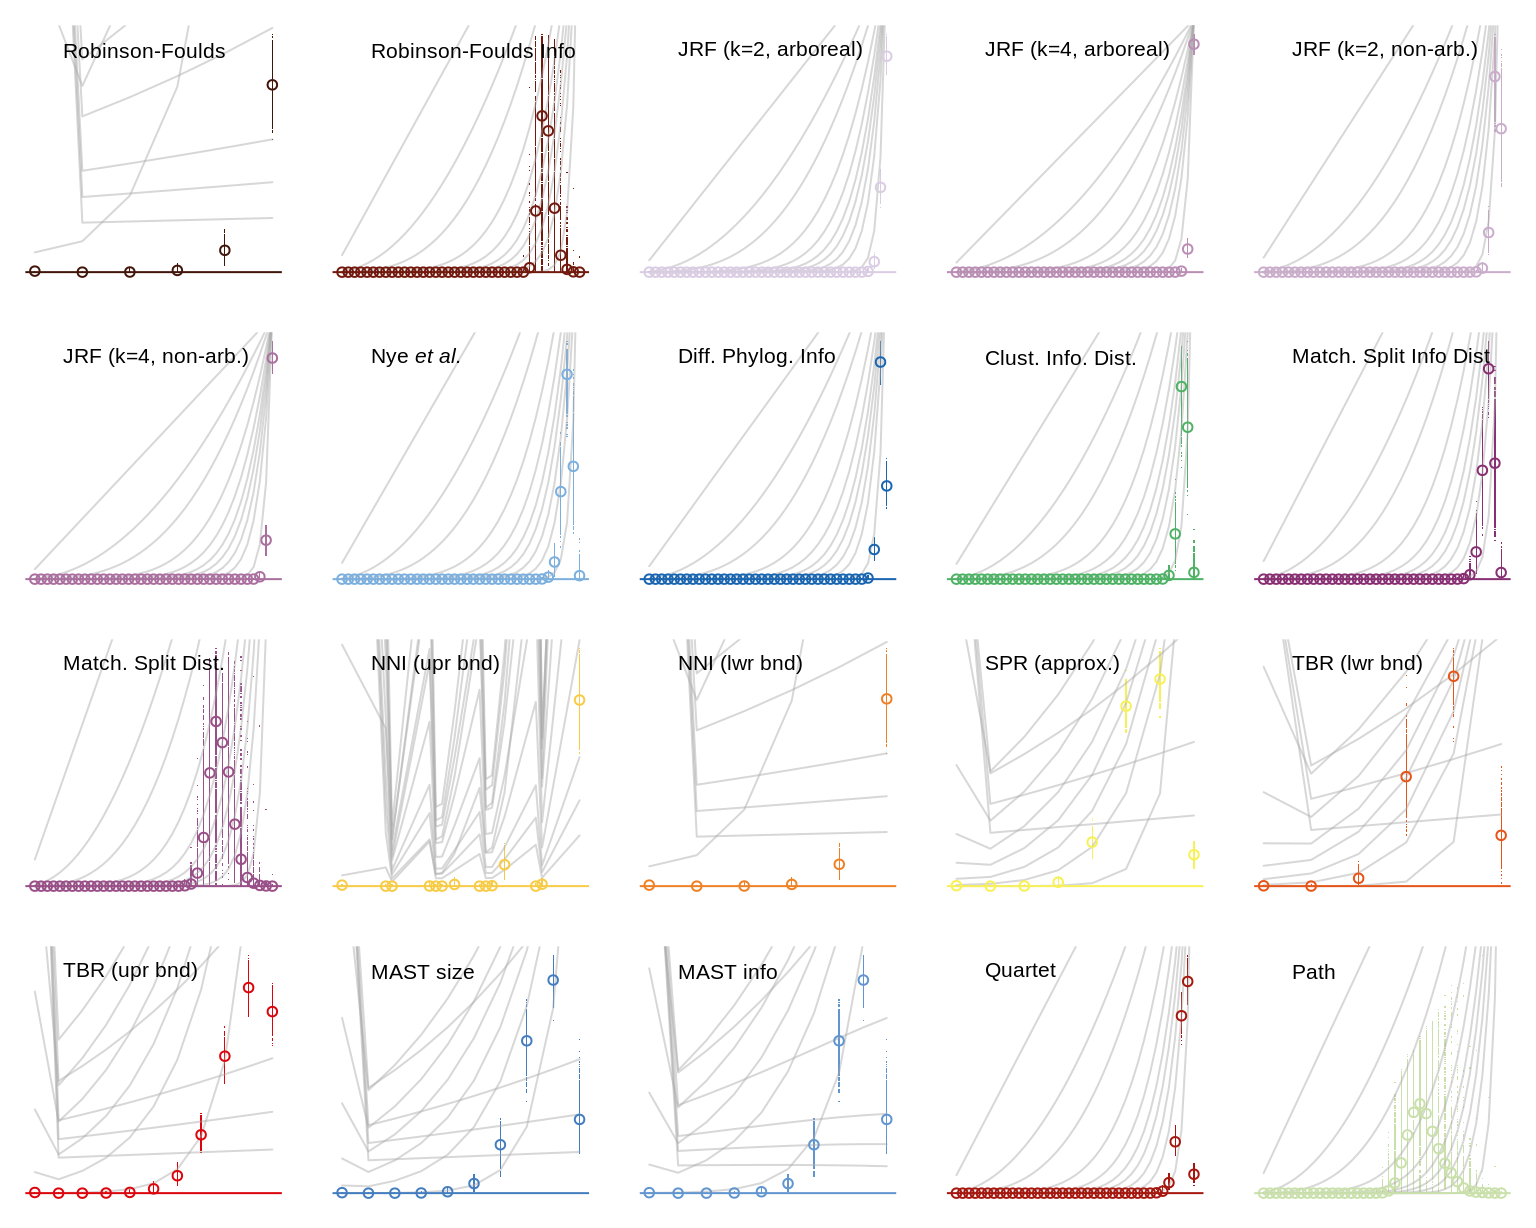 Robinson-Foulds
Robinson-Foulds Info
JRF (k=2, arboreal)
JRF (k=4, arboreal)
JRF (k=2, non-arb.)
JRF (k=4, non-arb.)
Nye et al.
Diff. Phylog. Info
Clust. Info. Dist.
Match. Split Info Dist
Match. Split Dist.
NNI (upr bnd)
NNI (lwr bnd)
SPR (approx.)
TBR (lwr bnd)
TBR (upr bnd)
MAST size
MAST info
Quartet
Path